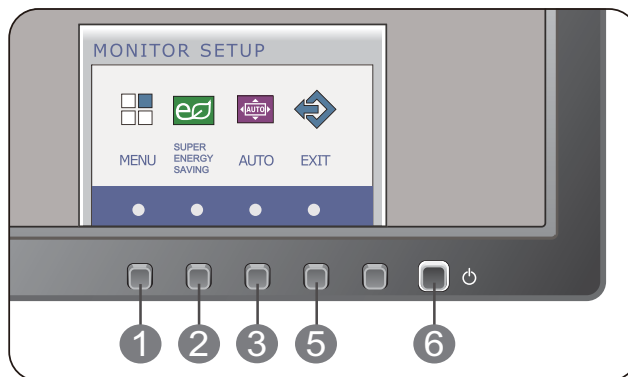 MONITOR SETUP
MENU
SUPER
ENERGY
SAVING
AUTO
AUTO
EXIT
1 2 3 5 6